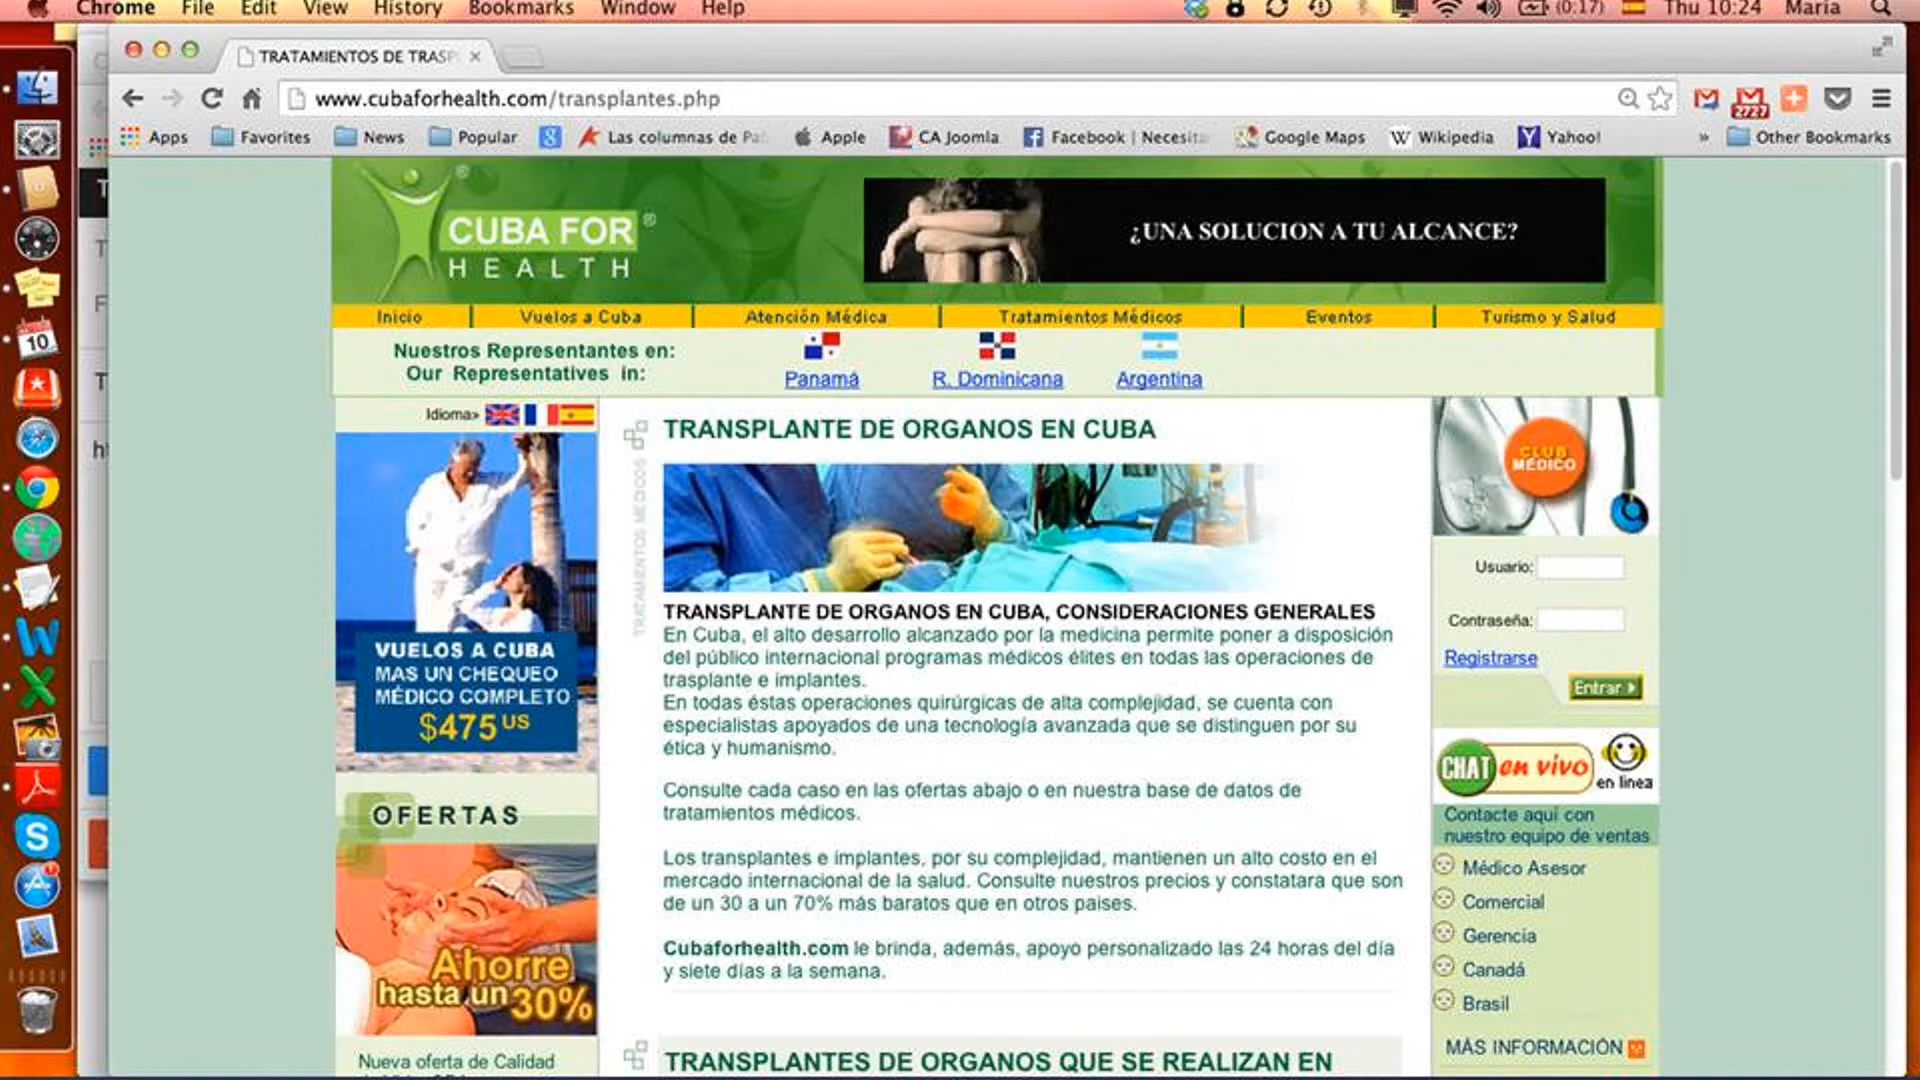 Chrome File Edit View History Bookmarks Window Help (0:17) Thu 10:24 Maria
TRATAMIENTOS DE TRASP
www.cubaforhealth.com/transplantes.php
2727
Apps Favorites News Popular 8 Las columnas de Pa Apple CA Joomla Facebook | Necesita Google Maps W Wikipedia Yahoo! » Other Bookmarks
CUBA FOR ®
HEALTH
¿UNA SOLUCION A TU ALCANCE?
Inicio Vuelos a Cuba Atención Médica Tratamientos Médicos Eventos Turismo y Salud
Nuestros Representantes en:
Our Representatives in:
Panamá R. Dominicana Argentina
Idioma»
VUELOS A CUBA
MAS UN CHEQUEO
MÉDICO COMPLETO
$475 US
OFERTAS
Ahorre
hasta un 30%
Nueva oferta de Calidad
TRATAMIENTOS MEDICOS
TRANSPLANTE DE ORGANOS EN CUBA
TRANSPLANTE DE ORGANOS EN CUBA, CONSIDERACIONES GENERALES
En Cuba, el alto desarrollo alcanzado por la medicina permite poner a disposición
del público internacional programas médicos élites en todas las operaciones de
trasplante e implantes.
En todas éstas operaciones quirúrgicas de alta complejidad, se cuenta con
especialistas apoyados de una tecnología avanzada que se distinguen por su
ética y humanismo.
Consulte cada caso en las ofertas abajo o en nuestra base de datos de
tratamientos médicos.
Los transplantes e implantes, por su complejidad, mantienen un alto costo en el
mercado internacional de la salud. Consulte nuestros precios y constatara que son
de un 30 a un 70% más baratos que en otros paises.
Cubaforhealth.com le brinda, además, apoyo personalizado las 24 horas del día
y siete días a la semana.
TRANSPLANTES DE ORGANOS QUE SE REALIZAN EN
CLUB
MÉDICO
Usuario:
Contraseña:
Registrarse
Entrar
CHAT en vivo
en linea
Contacte aquí con
nuestro equipo de ventas
Médico Asesor
Comercial
Gerencia
Canadá
Brasil
MÀS INFORMACIÓN
10